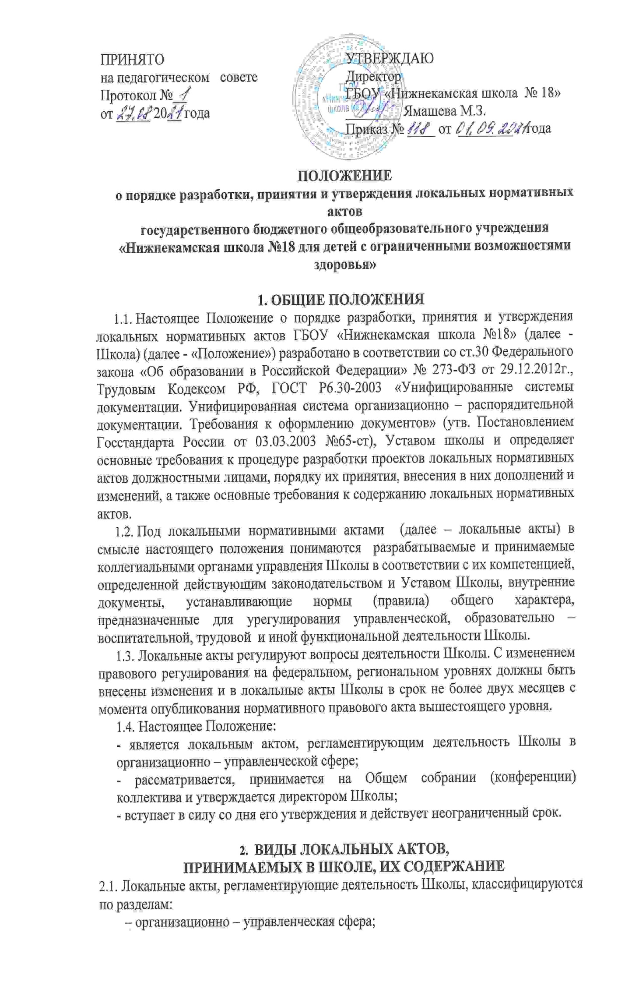 ПРИНЯТО
на педагогическом совете
Протокол № 1
от 27.08 2021 года
УТВЕРЖДАЮ
Директор
ГБОУ «Нижнекамская школа № 18»
Ямашева М.З.
Приказ № 118 от 01.09.2021 года
ГБОУ
«Нижнекамская
школа № 18»
ПОЛОЖЕНИЕ
о порядке разработки, принятия и утверждения локальных нормативных
актов
государственного бюджетного общеобразовательного учреждения
«Нижнекамская школа №18 для детей с ограниченными возможностями
здоровья»
1. ОБЩИЕ ПОЛОЖЕНИЯ
1.1. Настоящее Положение о порядке разработки, принятия и утверждения
локальных нормативных актов ГБОУ «Нижнекамская школа №18» (далее -
Школа) (далее - «Положение») разработано в соответствии со ст.30 Федерального
закона «Об образовании в Российской Федерации» № 273-ФЗ от 29.12.2012г.,
Трудовым Кодексом РФ, ГОСТ Р6.30-2003 «Унифицированные системы
документации. Унифицированная система организационно – распорядительной
документации. Требования к оформлению документов» (утв. Постановлением
Госстандарта России от 03.03.2003 №65-ст), Уставом школы и определяет
основные требования к процедуре разработки проектов локальных нормативных
актов должностными лицами, порядку их принятия, внесения в них дополнений и
изменений, а также основные требования к содержанию локальных нормативных
актов.
1.2. Под локальными нормативными актами (далее – локальные акты) в
смысле настоящего положения понимаются разрабатываемые и принимаемые
коллегиальными органами управления Школы в соответствии с их компетенцией,
определенной действующим законодательством и Уставом Школы, внутренние
документы, устанавливающие нормы (правила) общего характера,
предназначенные для урегулирования управленческой, образовательно –
воспитательной, трудовой и иной функциональной деятельности Школы.
1.3. Локальные акты регулируют вопросы деятельности Школы. С изменением
правового регулирования на федеральном, региональном уровнях должны быть
внесены изменения и в локальные акты Школы в срок не более двух месяцев с
момента опубликования нормативного правового акта вышестоящего уровня.
1.4. Настоящее Положение:
- является локальным актом, регламентирующим деятельность Школы в
организационно – управленческой сфере;
- рассматривается, принимается на Общем собрании (конференции)
коллектива и утверждается директором Школы;
- вступает в силу со дня его утверждения и действует неограниченный срок.
2. ВИДЫ ЛОКАЛЬНЫХ АКТОВ,
ПРИНИМАЕМЫХ В ШКОЛЕ, ИХ СОДЕРЖАНИЕ
2.1. Локальные акты, регламентирующие деятельность Школы, классифицируются
по разделам:
– организационно – управленческая сфера;